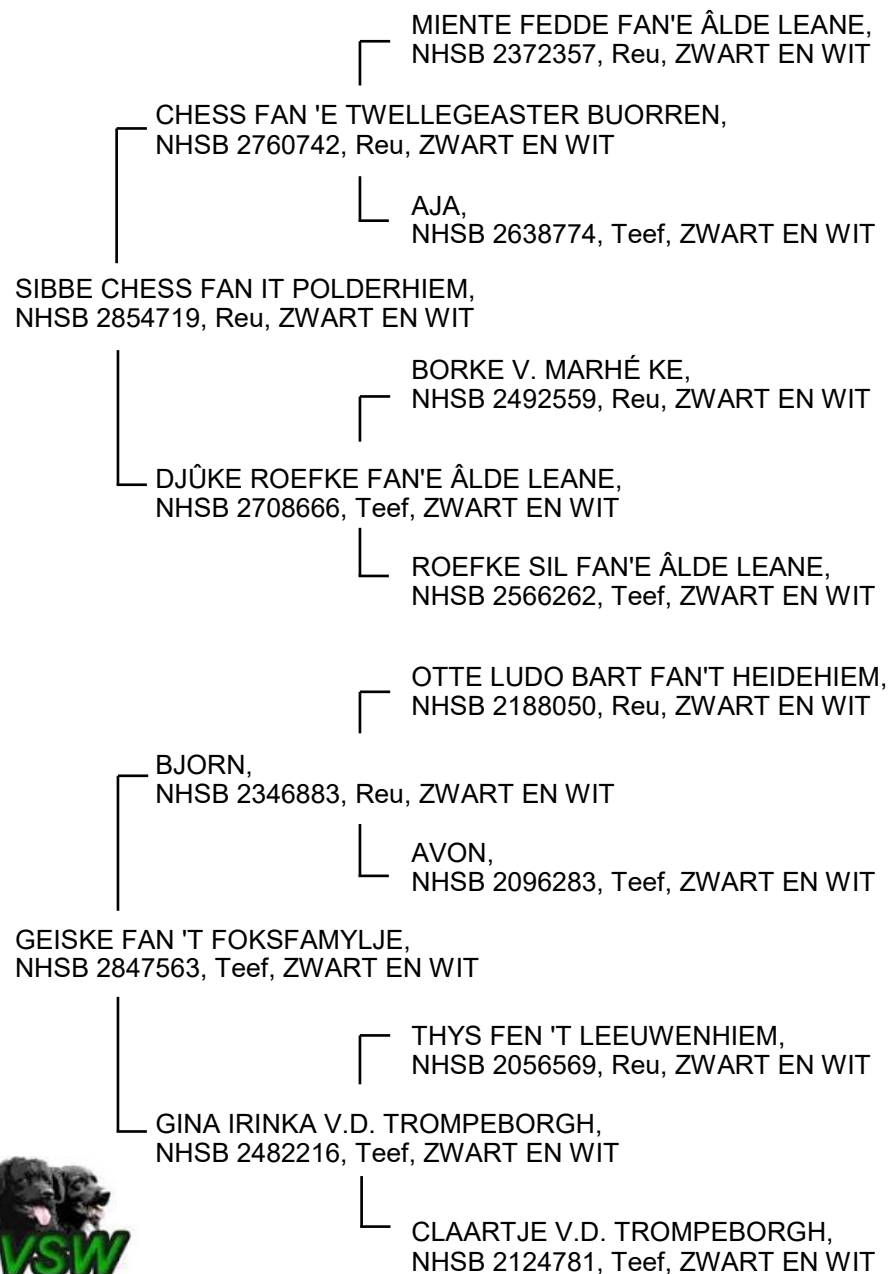 MIENTE FEDDE FAN'E ÂLDE LEANE,
NHSB 2372357, Reu, ZWART EN WIT
CHESS FAN 'E TWELLEGEASTER BUORREN,
NHSB 2760742, Reu, ZWART EN WIT
AJA,
NHSB 2638774, Teef, ZWART EN WIT
SIBBE CHESS FAN IT POLDERHIEM,
NHSB 2854719, Reu, ZWART EN WIT
BORKE V. MARHÉ KE,
NHSB 2492559, Reu, ZWART EN WIT
DJÛKE ROEFKE FAN'E ÂLDE LEANE,
NHSB 2708666, Teef, ZWART EN WIT
ROEFKE SIL FAN'E ÂLDE LEANE,
NHSB 2566262, Teef, ZWART EN WIT
OTTE LUDO BART FAN'T HEIDEHIEM,
NHSB 2188050, Reu, ZWART EN WIT
BJORN,
NHSB 2346883, Reu, ZWART EN WIT
AVON,
NHSB 2096283, Teef, ZWART EN WIT
GEISKE FAN 'T FOKSFAMYLJE,
NHSB 2847563, Teef, ZWART EN WIT
THYS FEN 'T LEEUWENHIEM,
NHSB 2056569, Reu, ZWART EN WIT
GINA IRINKA V.D. TROMPEBORGH,
NHSB 2482216, Teef, ZWART EN WIT
CLAARTJE V.D. TROMPEBORGH,
NHSB 2124781, Teef, ZWART EN WIT
VSW